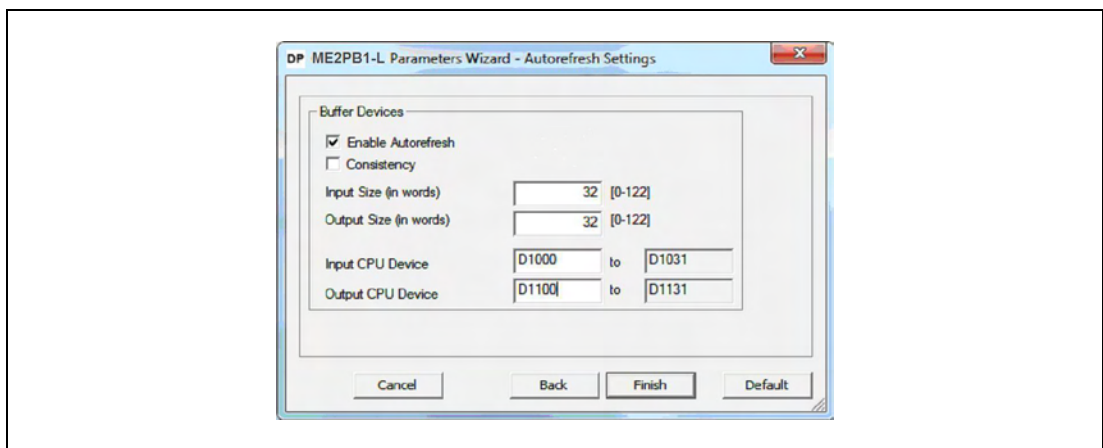 DP ME2PB1-L Parameters Wizard - Autorefresh Settings
Buffer Devices
Enable Autorefresh
Consistency
Input Size (in words) 32 [0-122]
Output Size (in words) 32 [0-122]
Input CPU Device D1000 to D1031
Output CPU Device D1100 to D1131
Cancel Back Finish Default